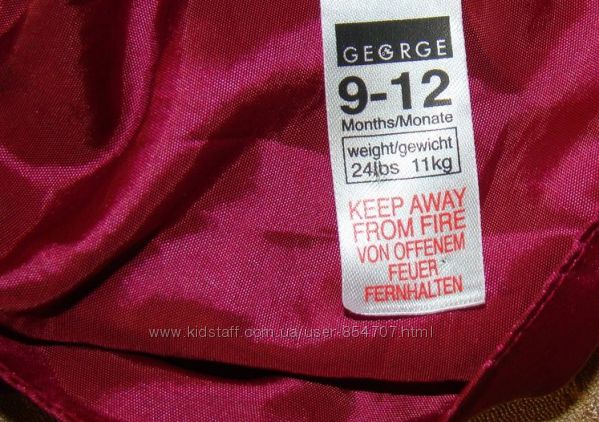 GEORGE
9-12
Months/Monate
weight/gewicht
24lbs 11kg
KEEP AWAY
FROM FIRE
VON OFFENEM
FEUER
FERNHALTEN
www.kidstaff.com.ua/user-854707.html